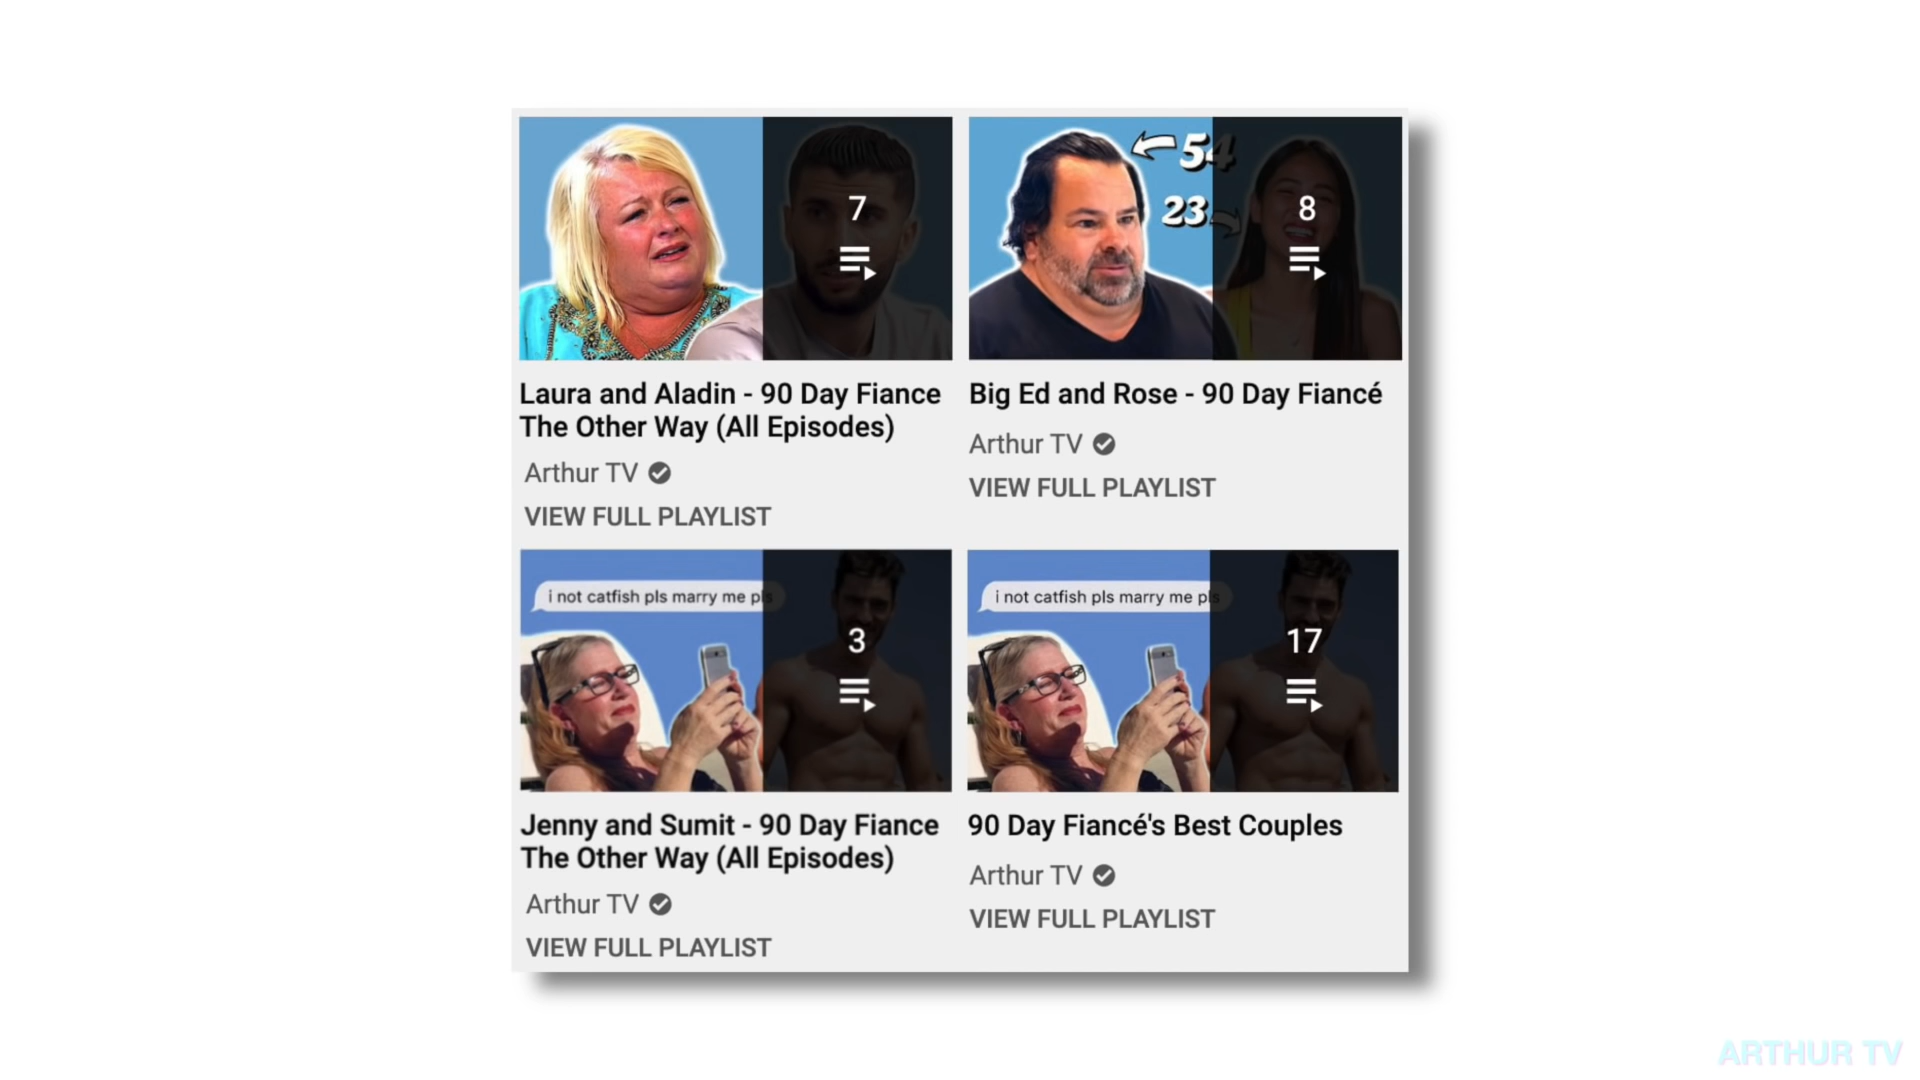 7
54
23
8
Laura and Aladin - 90 Day Fiance
The Other Way (All Episodes)
Arthur TV
VIEW FULL PLAYLIST
Big Ed and Rose - 90 Day Fiancé
Arthur TV
VIEW FULL PLAYLIST
i not catfish pls marry me pls
3
i not catfish pls marry me pls
17
Jenny and Sumit - 90 Day Fiance
The Other Way (All Episodes)
Arthur TV
VIEW FULL PLAYLIST
90 Day Fiancé's Best Couples
Arthur TV
VIEW FULL PLAYLIST
ARTHUR TV